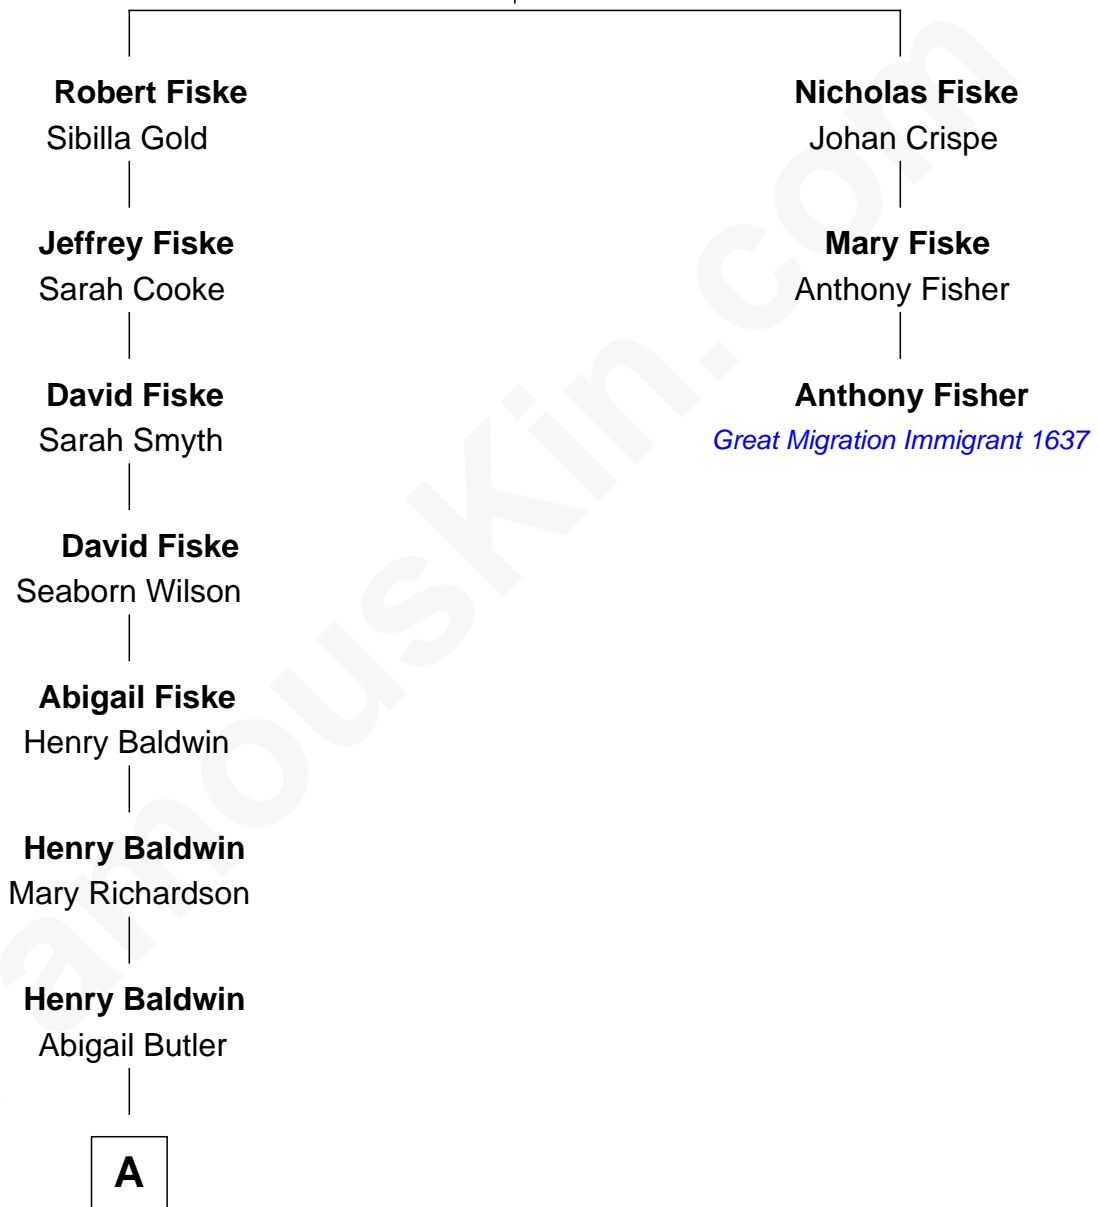 Robert Fiske
Sibilla Gold
Nicholas Fiske
Johan Crispe
Jeffrey Fiske
Sarah Cooke
Mary Fiske
Anthony Fisher
David Fiske
Sarah Smyth
Anthony Fisher
Great Migration Immigrant 1637
David Fiske
Seaborn Wilson
Abigail Fiske
Henry Baldwin
Henry Baldwin
Mary Richardson
Henry Baldwin
Abigail Butler
A
amouskin.com